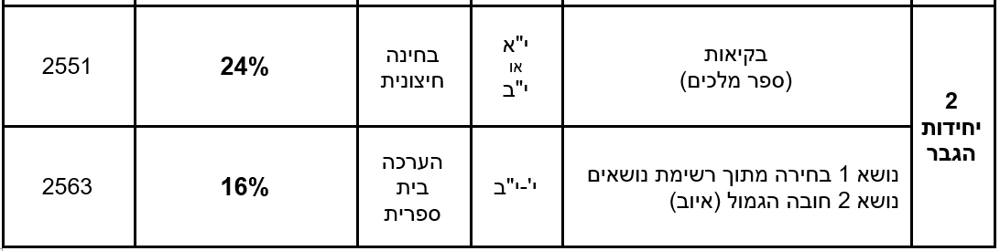 2
יחידות
הגבר
בקיאות
(ספר מלכים)
י"א
או
י"ב
בחינה
חיצונית
24%
2551
נושא 1 בחירה מתוך רשימת נושאים
נושא 2 חובה הגמול (איוב)
י'-י"ב
הערכה
בית
ספרית
16%
2563